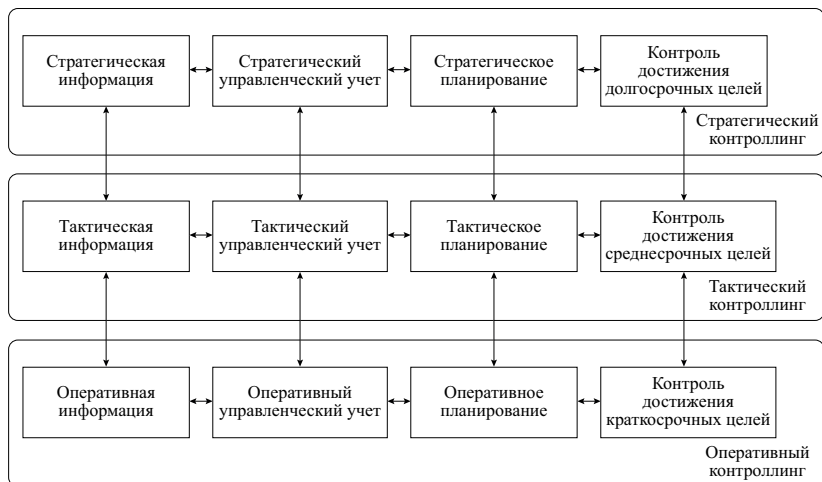 Стратегическая
информация
Стратегический
управленческий учет
Стратегическое
планирование
Контроль
достижения
долгосрочных целей
Стратегический
контроллинг
Тактическая
информация
Тактический
управленческий учет
Тактическое
планирование
Контроль
достижения
среднесрочных целей
Тактический
контроллинг
Оперативная
информация
Оперативный
управленческий учет
Оперативное
планирование
Контроль
достижения
краткосрочных целей
Оперативный
контроллинг